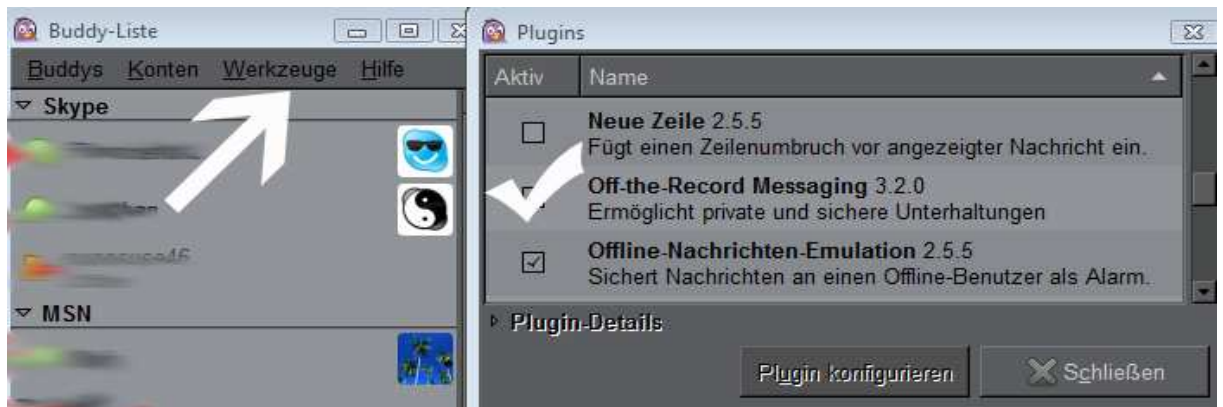 Buddy-Liste
Buddys Konten Werkzeuge Hilfe
Skype
MSN
Plugins
Aktiv Name
Neue Zeile 2.5.5
Fügt einen Zeilenumbruch vor angezeigter Nachricht ein.
Off-the-Record Messaging 3.2.0
Ermöglicht private und sichere Unterhaltungen
Offline-Nachrichten-Emulation 2.5.5
Sichert Nachrichten an einen Offline-Benutzer als Alarm.
Plugin-Details
Plugin konfigurieren
Schließen